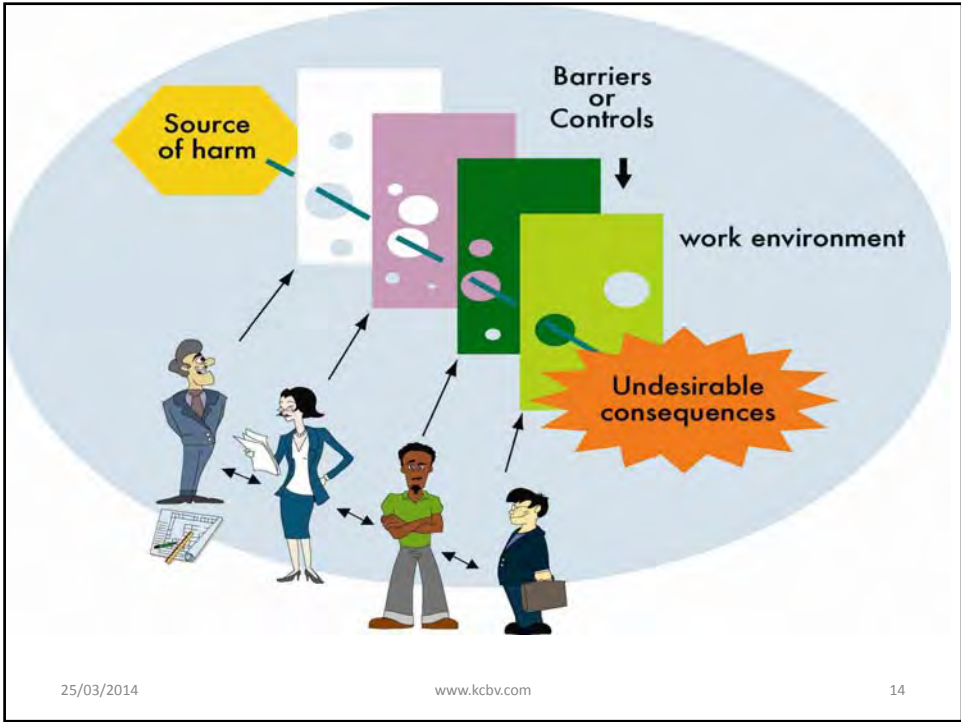 Source
of harm
Barriers
or
Controls
work environment
Undesirable
consequences
25/03/2014
www.kcbv.com
14